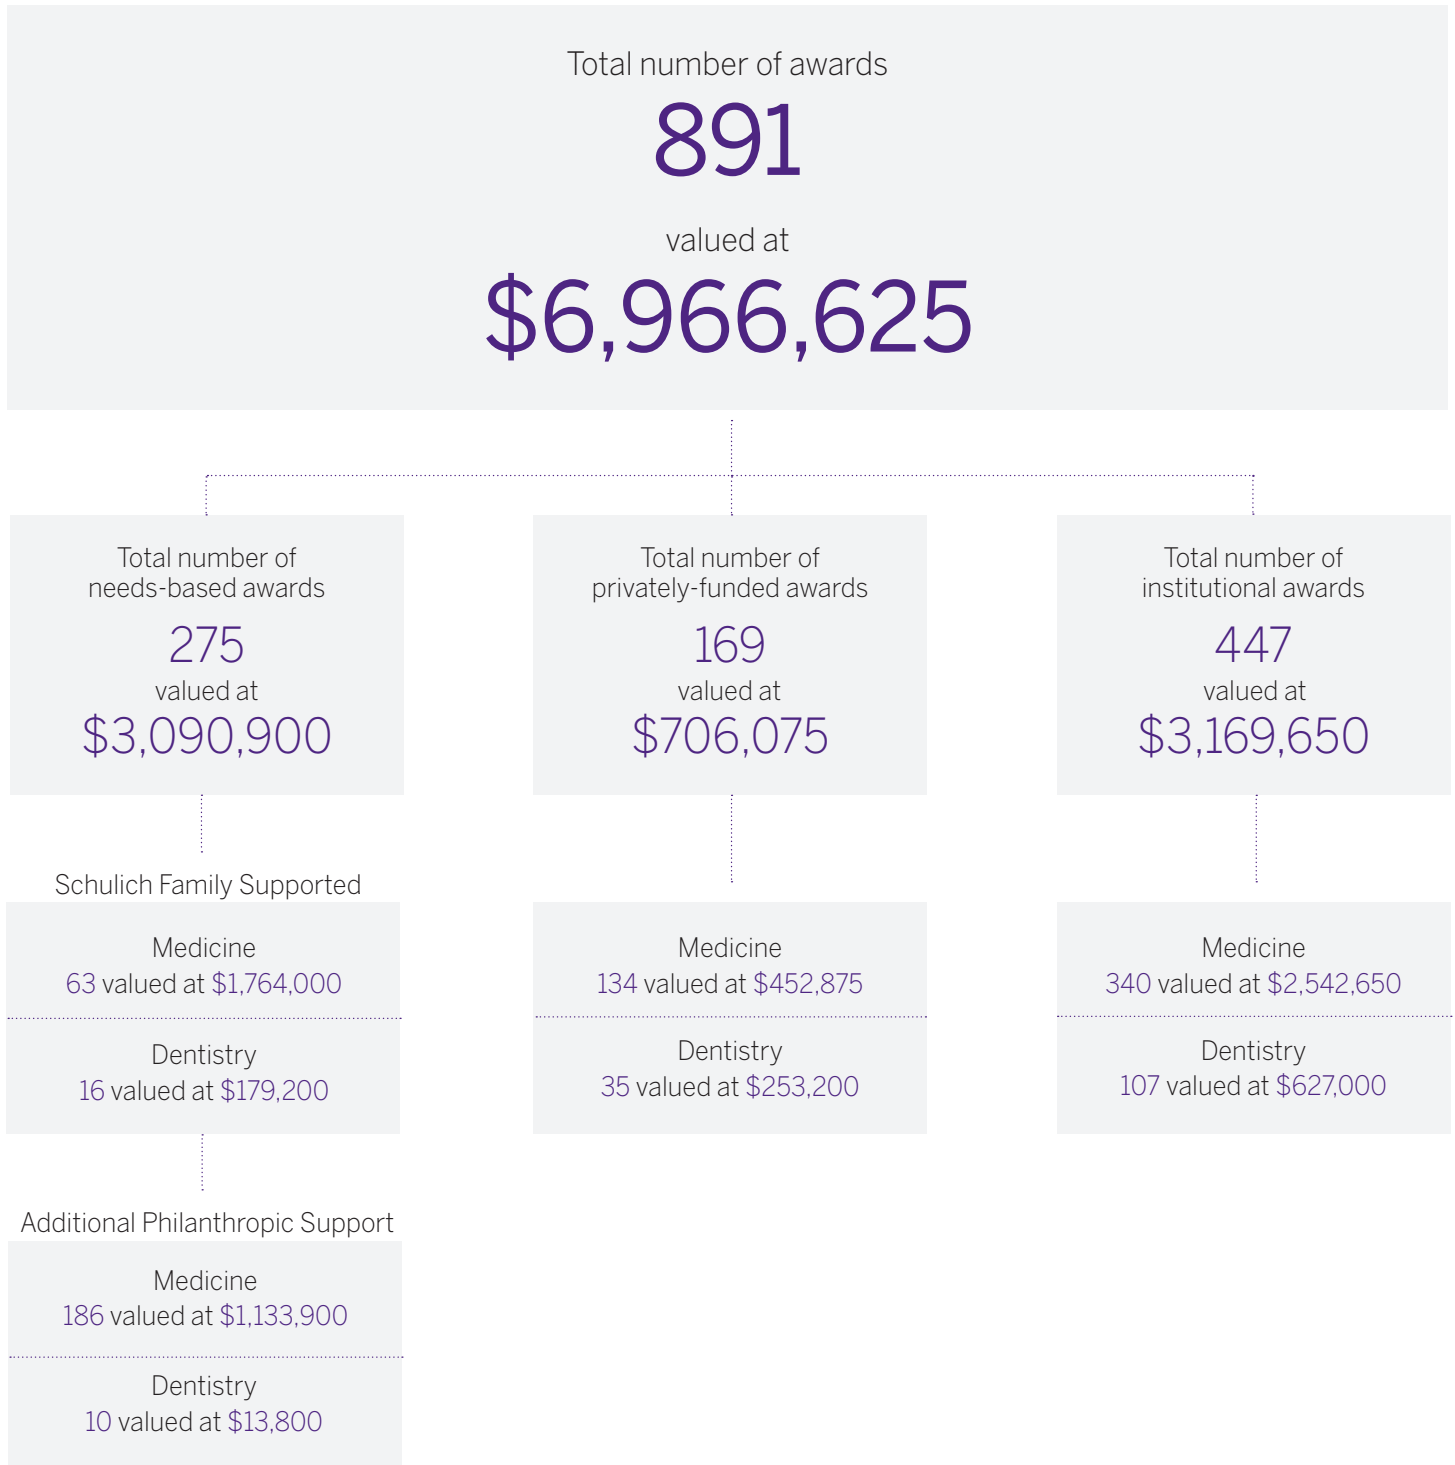 Total number of awards
891
valued at
$6,966,625
Total number of
needs-based awards
275
valued at
$3,090,900
Total number of
privately-funded awards
169
valued at
$706,075
Total number of
institutional awards
447
valued at
$3,169,650
Schulich Family Supported
Medicine
63 valued at $1,764,000
Dentistry
16 valued at $179,200
Medicine
134 valued at $452,875
Dentistry
35 valued at $253,200
Medicine
340 valued at $2,542,650
Dentistry
107 valued at $627,000
Additional Philanthropic Support
Medicine
186 valued at $1,133,900
Dentistry
10 valued at $13,800